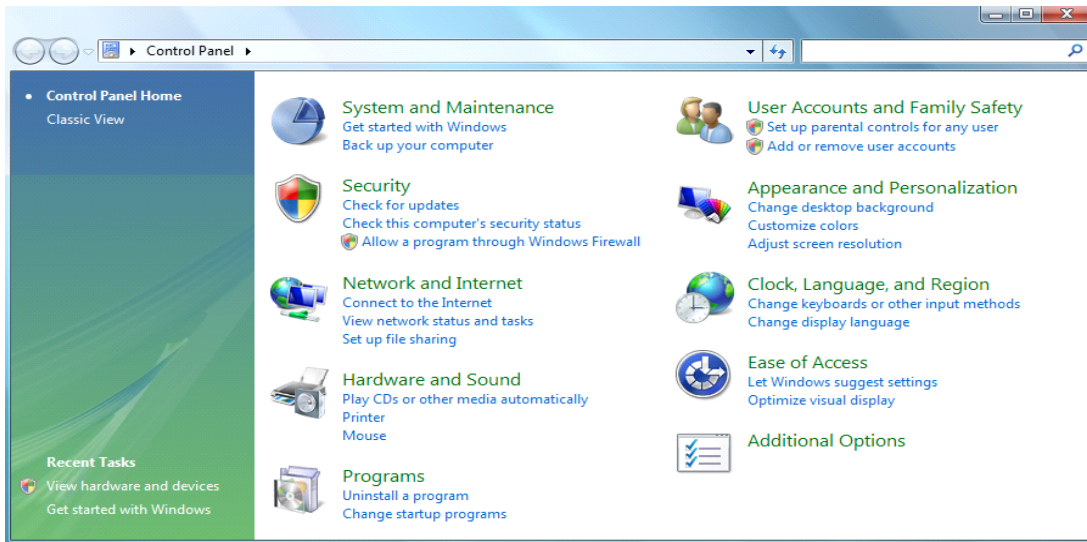 Control Panel
Control Panel Home
Classic View
Recent Tasks
View hardware and devices
Get started with Windows
System and Maintenance
Get started with Windows
Back up your computer
Security
Check for updates
Check this computer's security status
Allow a program through Windows Firewall
Network and Internet
Connect to the Internet
View network status and tasks
Set up file sharing
Hardware and Sound
Play CDs or other media automatically
Printer
Mouse
Programs
Uninstall a program
Change startup programs
User Accounts and Family Safety
Set up parental controls for any user
Add or remove user accounts
Appearance and Personalization
Change desktop background
Customize colors
Adjust screen resolution
Clock, Language, and Region
Change keyboards or other input methods
Change display language
Ease of Access
Let Windows suggest settings
Optimize visual display
Additional Options